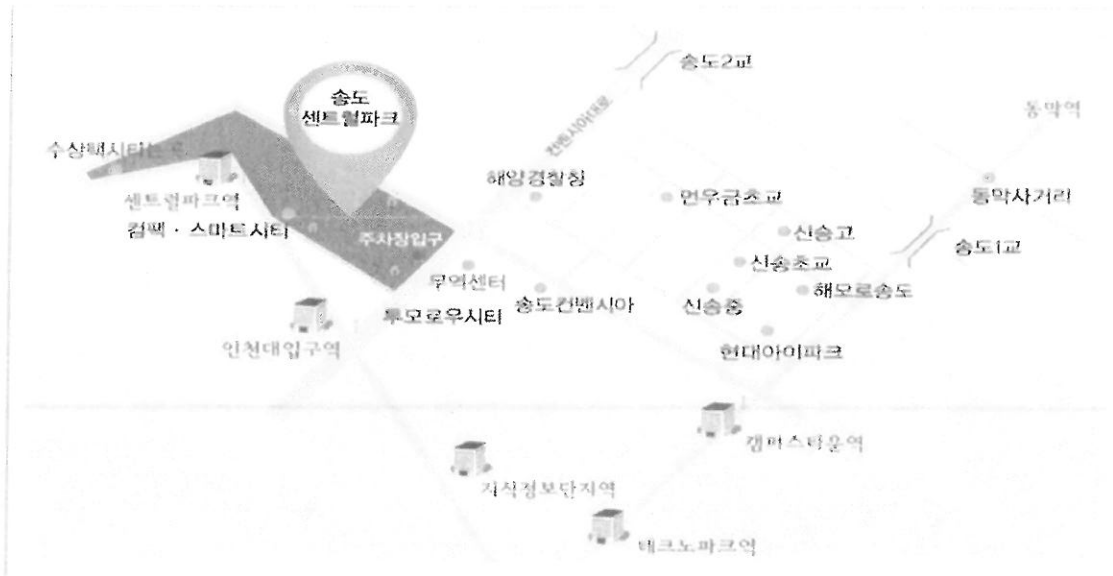 송도2교
송도
센트럴파크
동막역
컨벤시아대로
수상택시터미널
센트럴파크역
해양경찰청
먼우금초교
동막사거리
컴팩 · 스마트시티
주차장입구
신송고
송도1교
무역센터
신송초교
송도컨벤시아
신송중
해모로송도
투모로우시티
인천대입구역
현대아이파크
캠퍼스타운역
지식정보단지역
테크노파크역